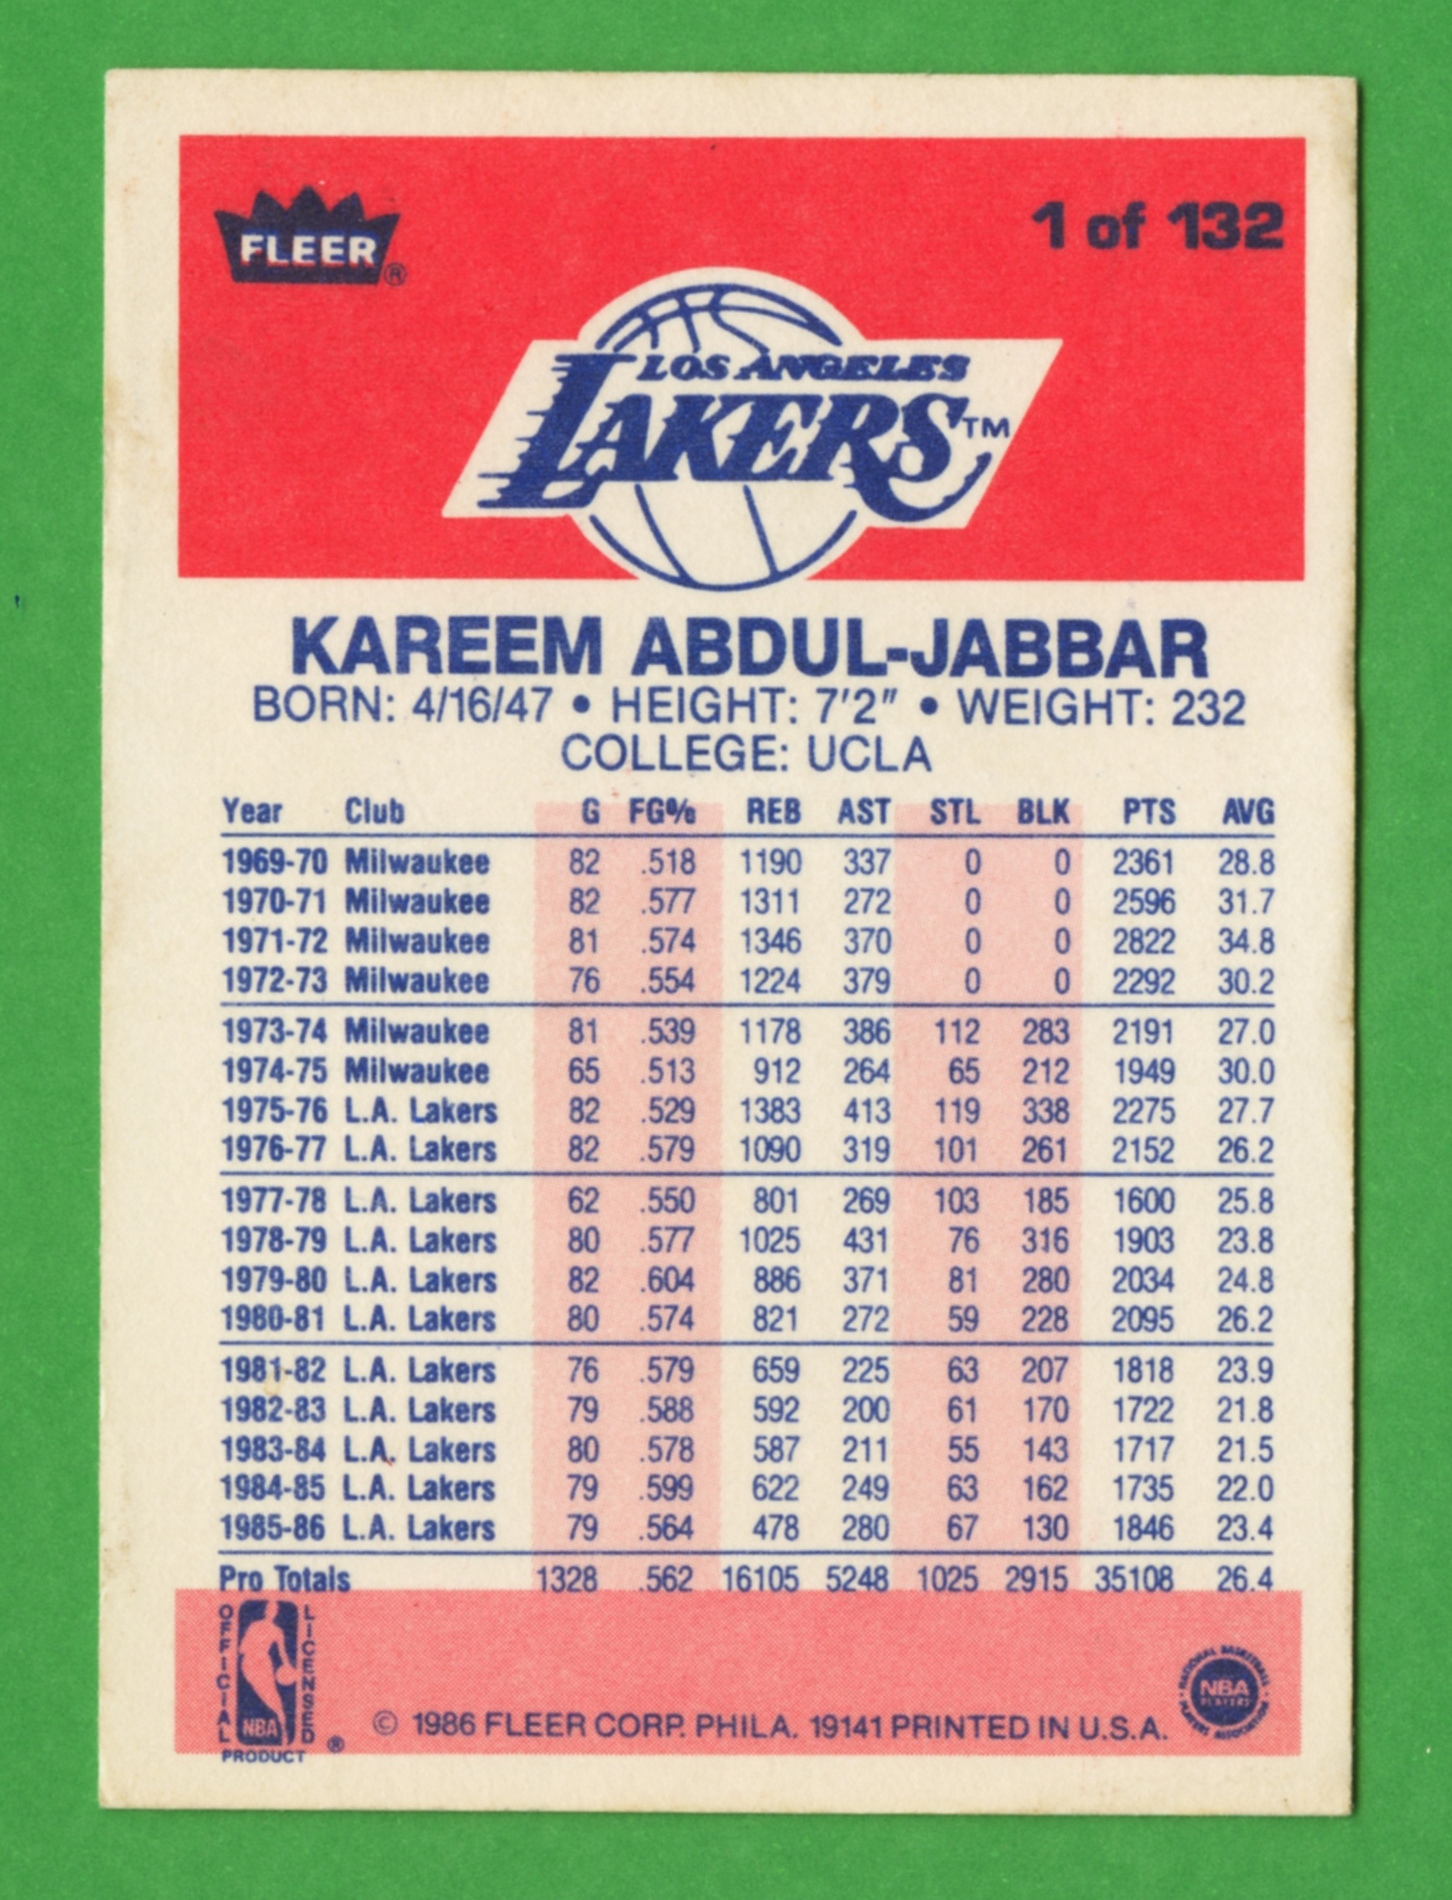 FLEER®
1 of 132
LOS ANGELES
LAKERS™
KAREEM ABDUL-JABBAR
BORN: 4/16/47 • HEIGHT: 7'2" • WEIGHT: 232
COLLEGE: UCLA
Year Club G FG% REB AST STL BLK PTS AVG
1969-70 Milwaukee 82 .518 1190 337 0 0 2361 28.8
1970-71 Milwaukee 82 .577 1311 272 0 0 2596 31.7
1971-72 Milwaukee 81 .574 1346 370 0 0 2822 34.8
1972-73 Milwaukee 76 .554 1224 379 0 0 2292 30.2
1973-74 Milwaukee 81 .539 1178 386 112 283 2191 27.0
1974-75 Milwaukee 65 .513 912 264 65 212 1949 30.0
1975-76 L.A. Lakers 82 .529 1383 413 119 338 2275 27.7
1976-77 L.A. Lakers 82 .579 1090 319 101 261 2152 26.2
1977-78 L.A. Lakers 62 .550 801 269 103 185 1600 25.8
1978-79 L.A. Lakers 80 .577 1025 431 76 316 1903 23.8
1979-80 L.A. Lakers 82 .604 886 371 81 280 2034 24.8
1980-81 L.A. Lakers 80 .574 821 272 59 228 2095 26.2
1981-82 L.A. Lakers 76 .579 659 225 63 207 1818 23.9
1982-83 L.A. Lakers 79 .588 592 200 61 170 1722 21.8
1983-84 L.A. Lakers 80 .578 587 211 55 143 1717 21.5
1984-85 L.A. Lakers 79 .599 622 249 63 162 1735 22.0
1985-86 L.A. Lakers 79 .564 478 280 67 130 1846 23.4
Pro Totals 1328 .562 16105 5248 1025 2915 35108 26.4
OFFICIAL
LICENSED
NBA
PRODUCT ®
© 1986 FLEER CORP. PHILA. 19141 PRINTED IN U.S.A.
NATIONAL BASKETBALL
NBA
PLAYERS
PLAYERS ASSOCIATION